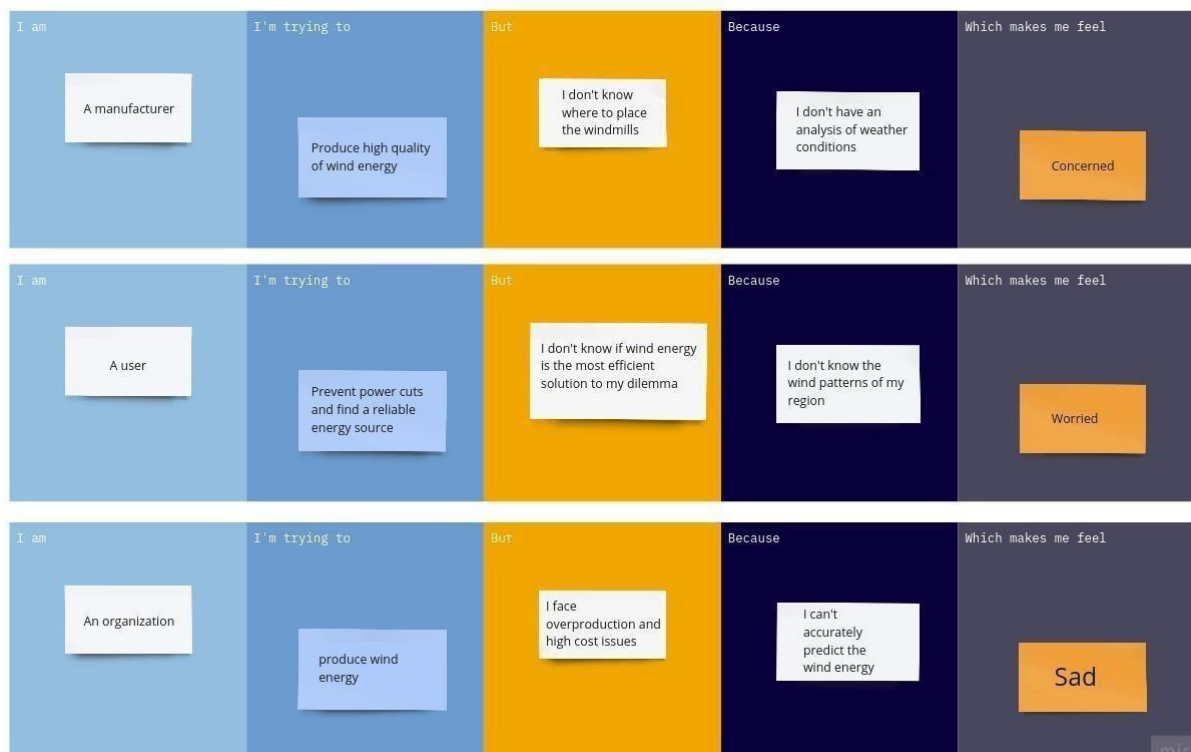 I am
I'm trying to
But
Because
Which makes me feel
A manufacturer
Produce high quality
of wind energy
I don't know
where to place
the windmills
I don't have an
analysis of weather
conditions
Concerned
I am
I'm trying to
But
Because
Which makes me feel
A user
Prevent power cuts
and find a reliable
energy source
I don't know if wind energy
is the most efficient
solution to my dilemma
I don't know the
wind patterns of my
region
Worried
I am
I'm trying to
But
Because
Which makes me feel
An organization
produce wind
energy
I face
overproduction and
high cost issues
I can't
accurately
predict the
wind energy
Sad